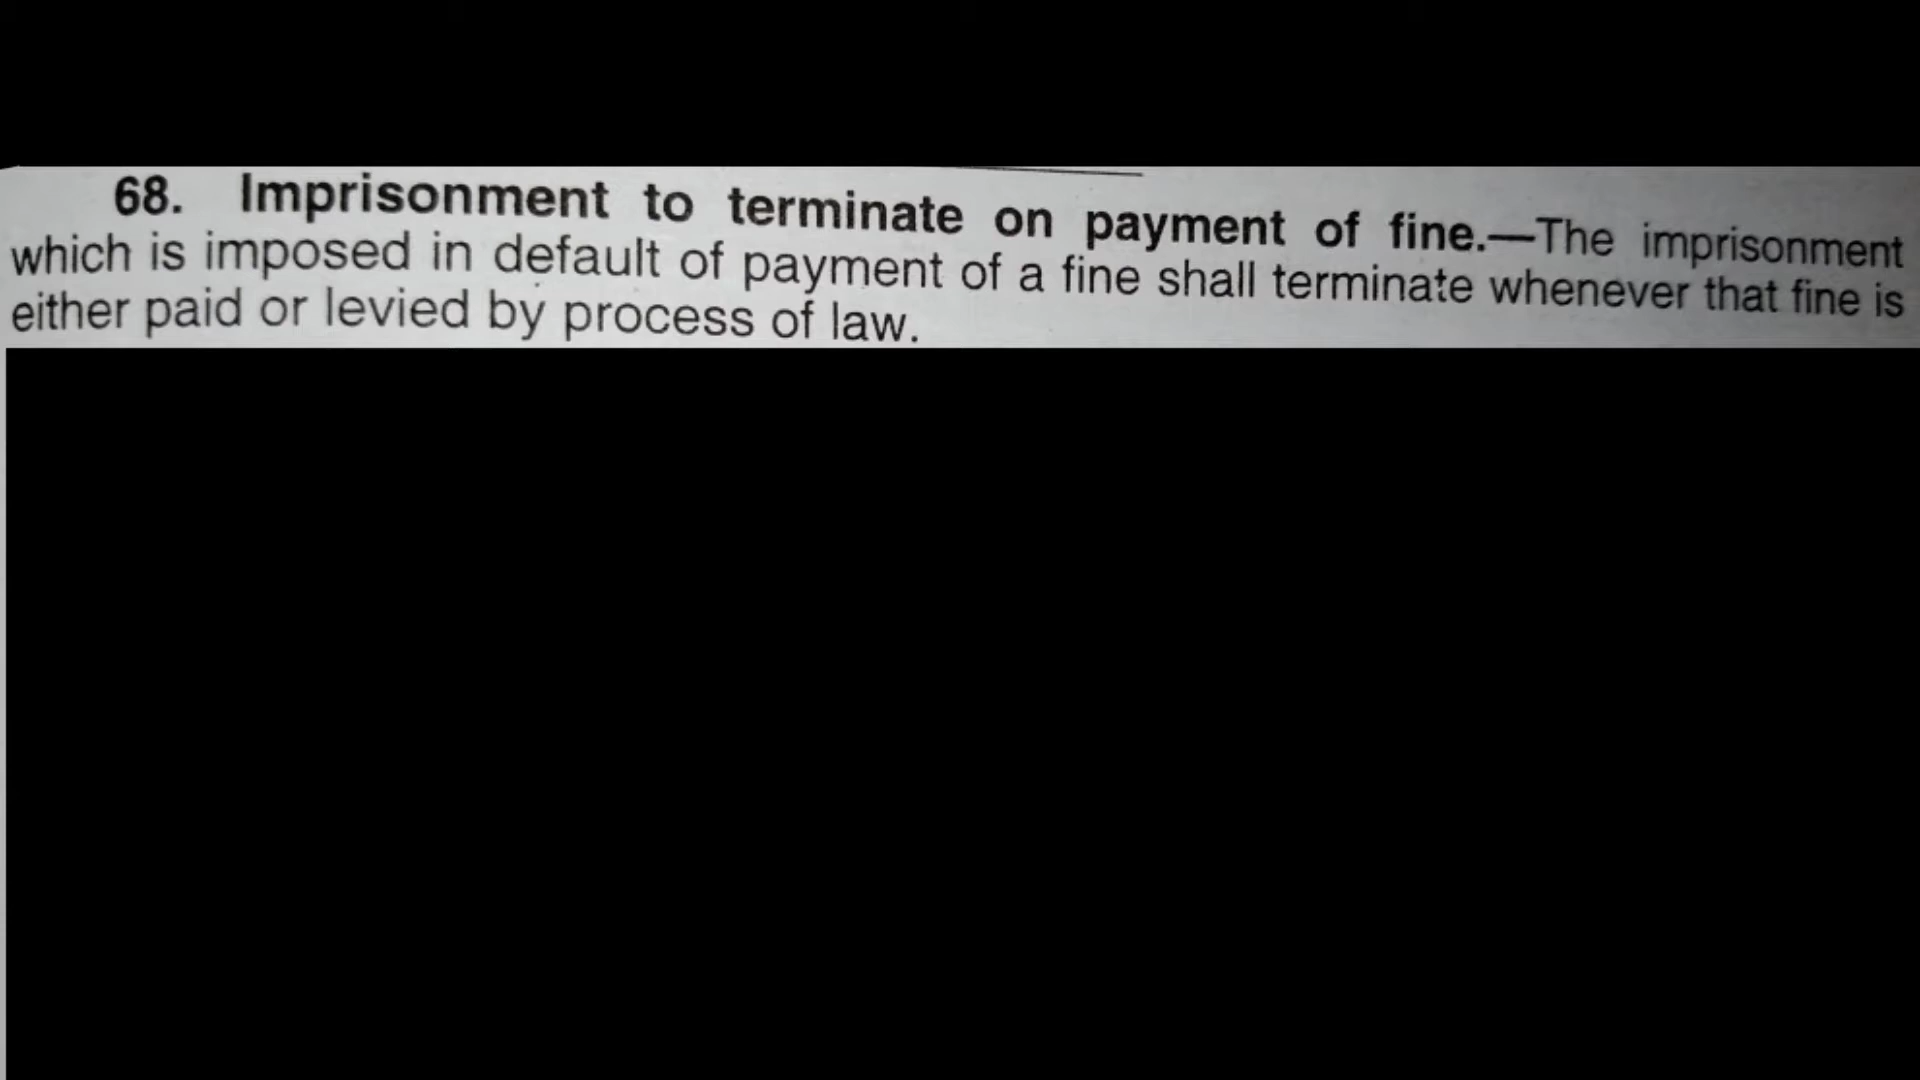 68. Imprisonment to terminate on payment of fine.—The imprisonment
which is imposed in default of payment of a fine shall terminate whenever that fine is
either paid or levied by process of law.